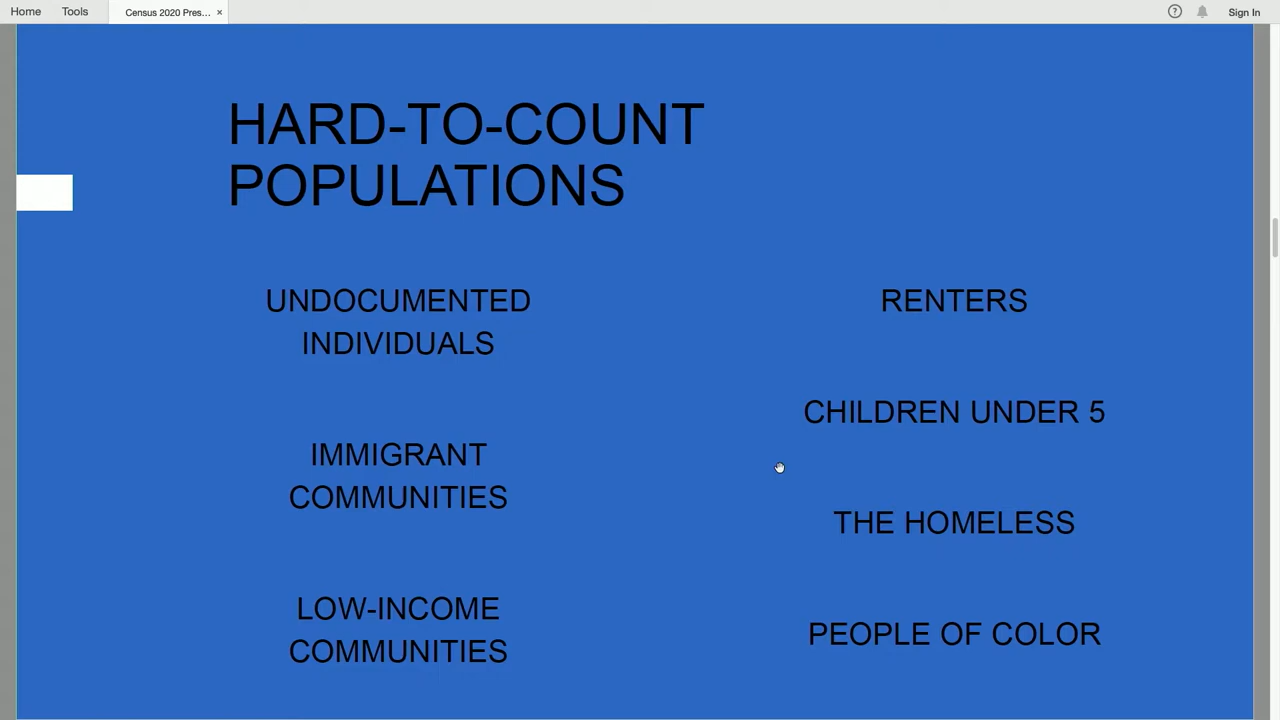 Home Tools Census 2020 Pres... × ? Sign In
HARD-TO-COUNT
POPULATIONS
UNDOCUMENTED
INDIVIDUALS
IMMIGRANT
COMMUNITIES
LOW-INCOME
COMMUNITIES
RENTERS
CHILDREN UNDER 5
THE HOMELESS
PEOPLE OF COLOR